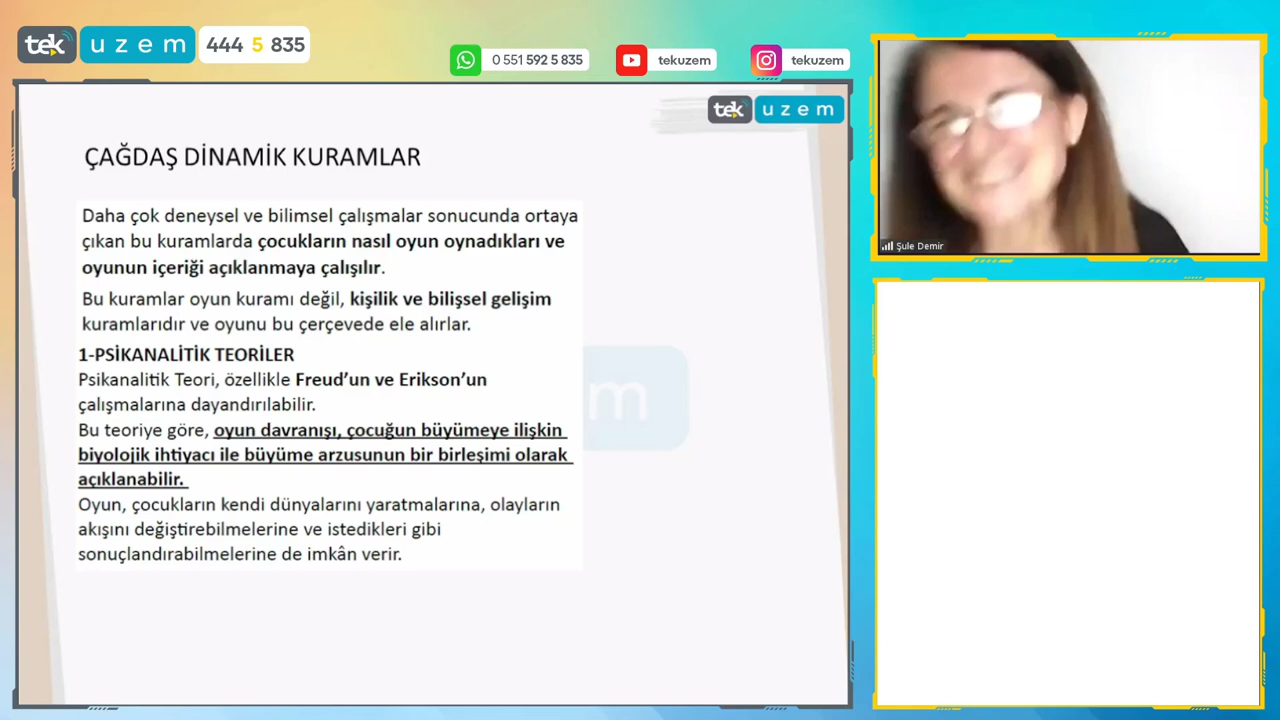 tek uzem 444 5 835
0 551 592 5 835 tekuzem tekuzem
tek uzem
ÇAĞDAŞ DİNAMİK KURAMLAR
Daha çok deneysel ve bilimsel çalışmalar sonucunda ortaya
çıkan bu kuramlarda çocukların nasıl oyun oynadıkları ve
oyunun içeriği açıklanmaya çalışılır.
Bu kuramlar oyun kuramı değil, kişilik ve bilişsel gelişim
kuramlarıdır ve oyunu bu çerçevede ele alırlar.
1-PSİKANALİTİK TEORİLER
Psikanalitik Teori, özellikle Freud’un ve Erikson’un
çalışmalarına dayandırılabilir.
Bu teoriye göre, oyun davranışı, çocuğun büyümeye ilişkin
biyolojik ihtiyacı ile büyüme arzusunun bir birleşimi olarak
açıklanabilir.
Oyun, çocukların kendi dünyalarını yaratmalarına, olayların
akışını değiştirebilmelerine ve istedikleri gibi
sonuçlandırabilmelerine de imkân verir.
m
Şule Demir